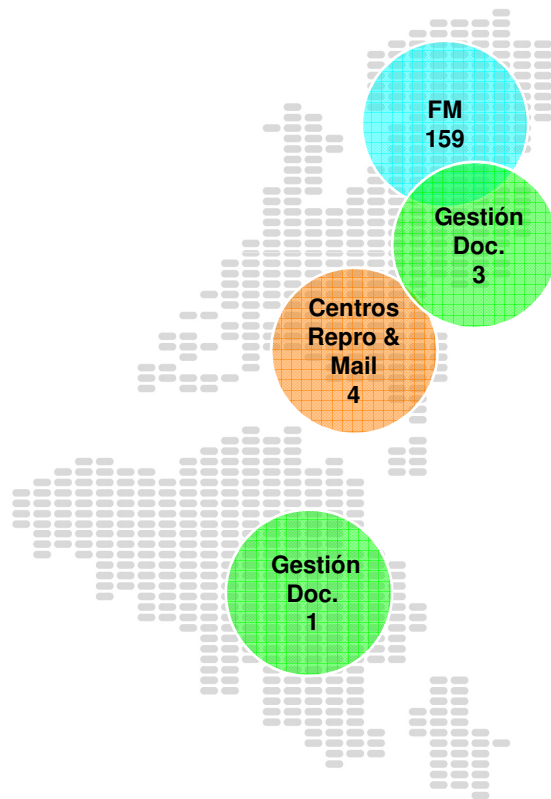 FM
159
Gestión
Doc.
3
Centros
Repro &
Mail
4
Gestión
Doc.
1